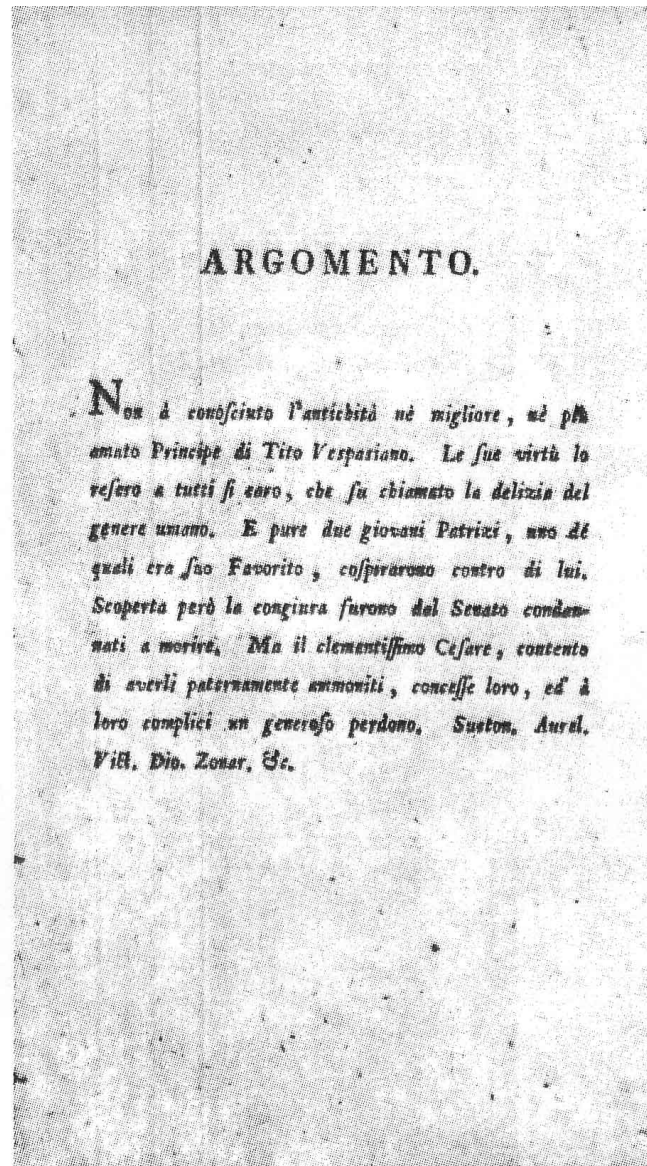 ARGOMENTO.
Non à conoſciuto l'antichità nè migliore, nè più
amato Principe di Tito Vespasiano. Le ſue virtù lo
reſero a tutti ſi caro, che fu chiamato la delizia del
genere umano. E pure due giovani Patrizi, uno dé
quali era ſuo Favorito, coſpirarono contro di lui.
Scoperta però la congiura furono dal Senato condan-
nati a morire. Ma il clementiſſimo Ceſare, contento
di averli paternamente ammoniti, conceſſe loro, ed à
loro complici un generoſo perdono. Sueton. Aurel.
Vict. Dio. Zonar. &c.